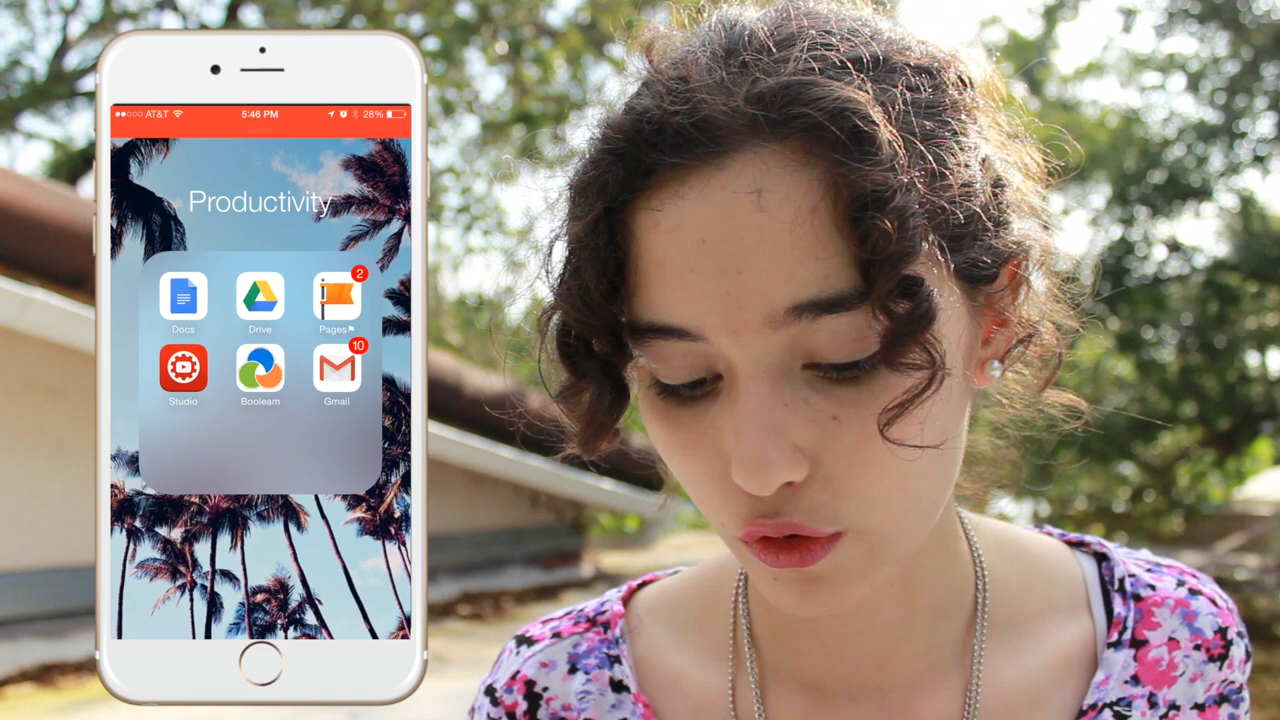 AT&T 5:46 PM 28%
Productivity
2
Docs Drive Pages
10
Studio Booleam Gmail